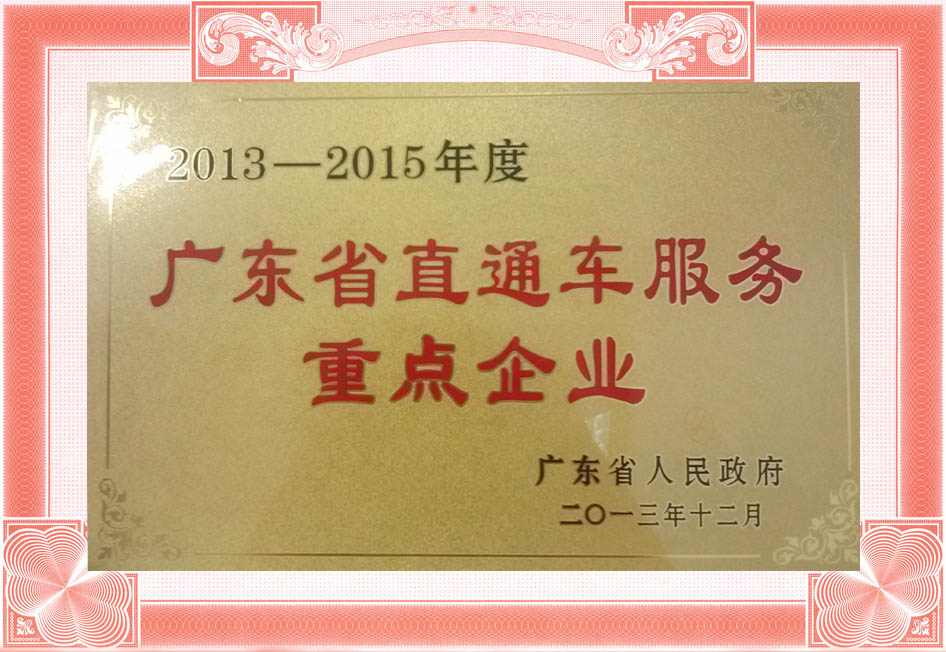 2013—2015年度
广东省直通车服务
重点企业
广东省人民政府
二〇一三年十二月